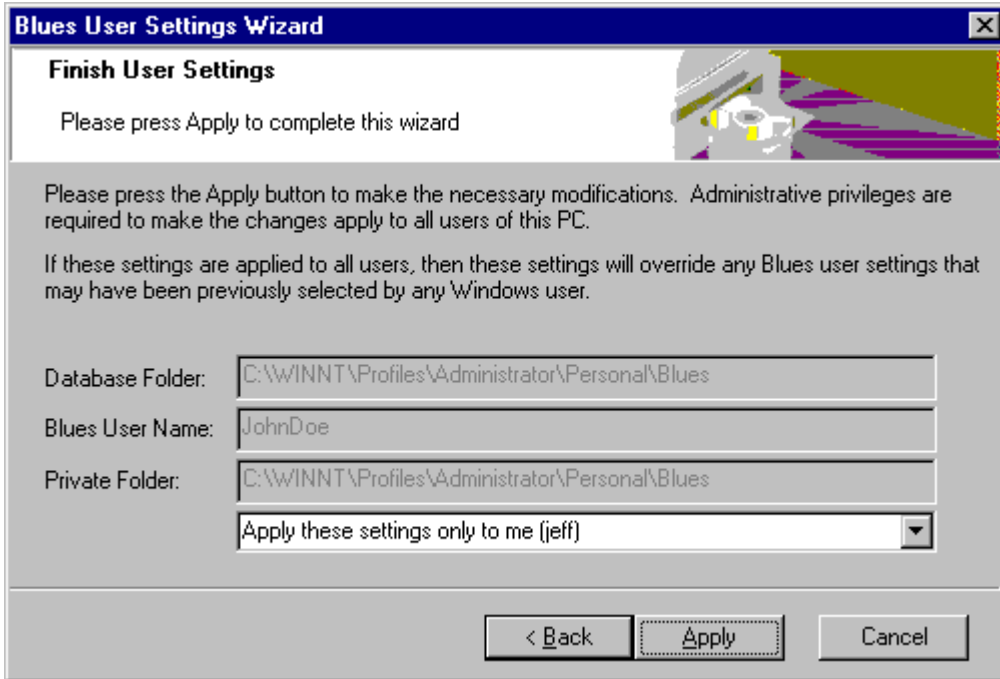 Blues User Settings Wizard
Finish User Settings
Please press Apply to complete this wizard
Please press the Apply button to make the necessary modifications.  Administrative privileges are
required to make the changes apply to all users of this PC.
If these settings are applied to all users, then these settings will override any Blues user settings that
may have been previously selected by any Windows user.
Database Folder: C:\WINNT\Profiles\Administrator\Personal\Blues
Blues User Name: JohnDoe
Private Folder: C:\WINNT\Profiles\Administrator\Personal\Blues
Apply these settings only to me (jeff)
< Back Apply Cancel